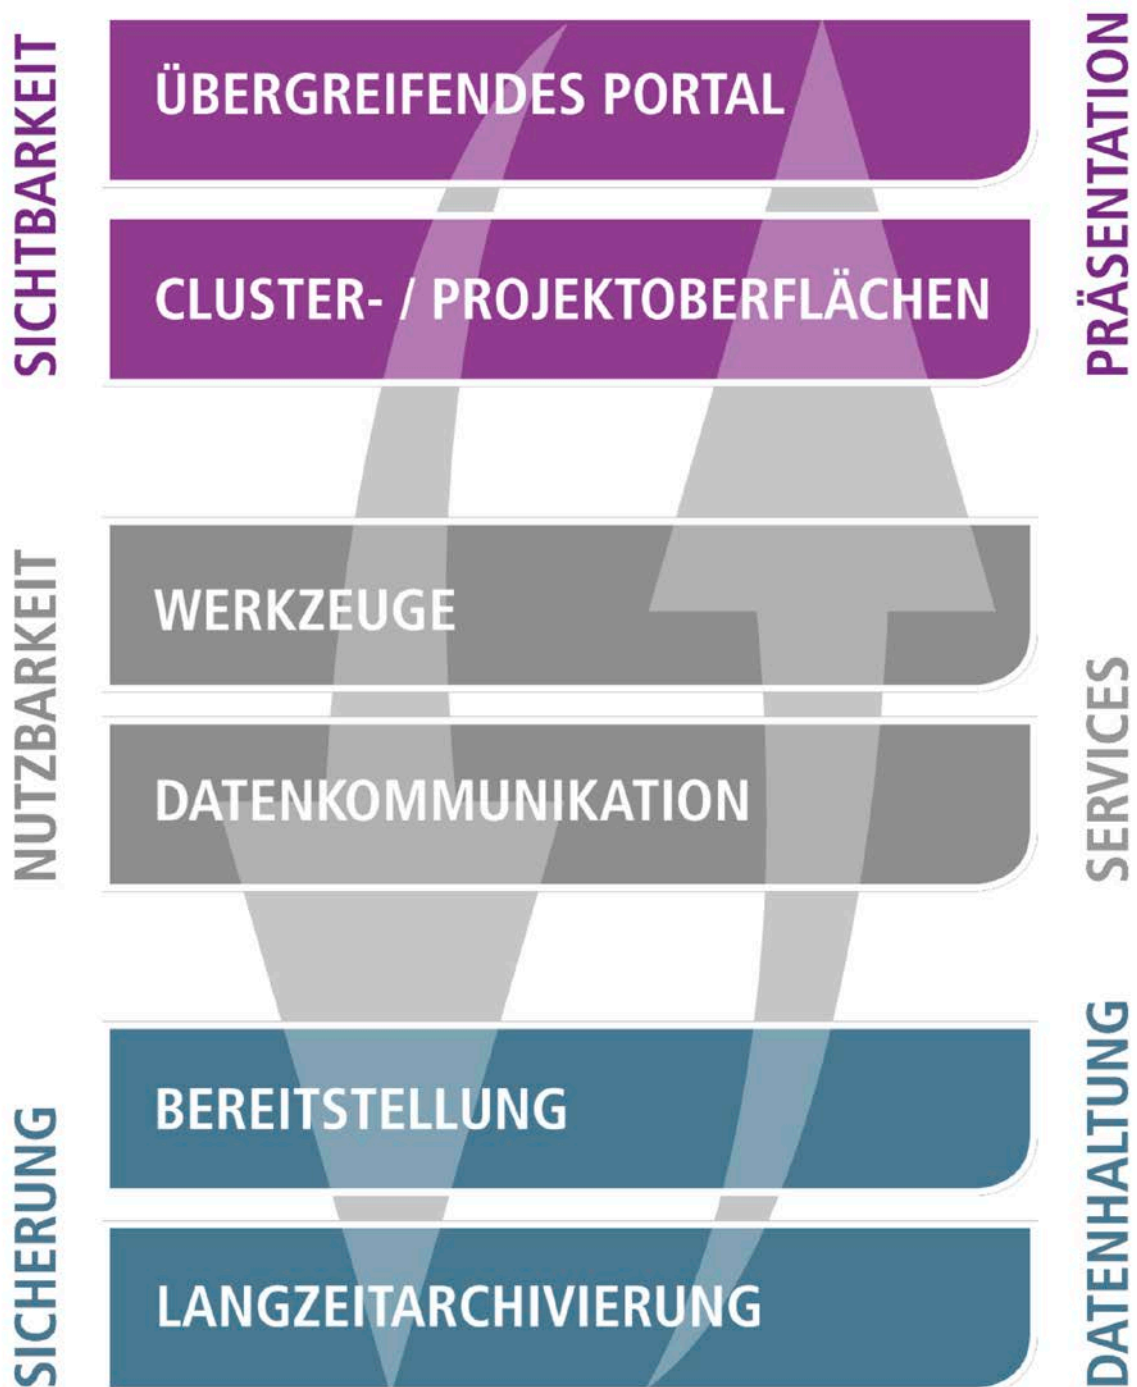 SICHTBARKEIT
ÜBERGREIFENDES PORTAL
CLUSTER- / PROJEKTOBERFLÄCHEN
PRÄSENTATION
NUTZBARKEIT
WERKZEUGE
DATENKOMMUNIKATION
SERVICES
SICHERUNG
BEREITSTELLUNG
LANGZEITARCHIVIERUNG
DATENHALTUNG